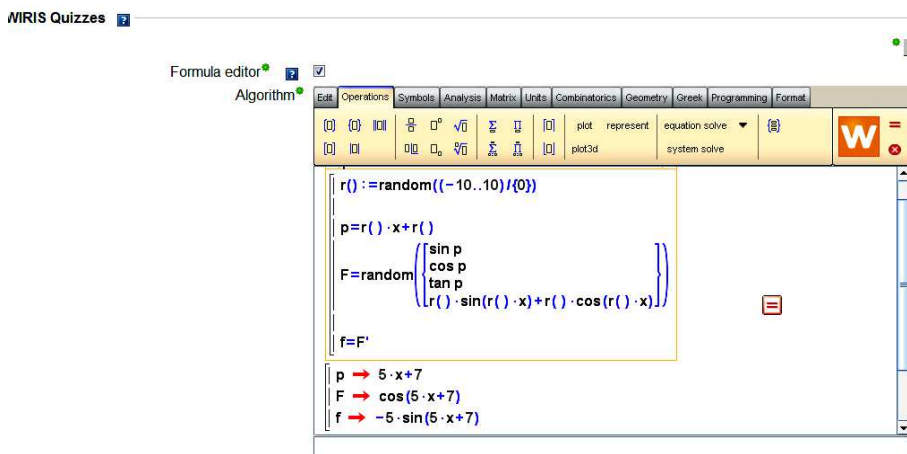 WIRIS Quizzes ?
Formula editor* ?
Algorithm*
Edit Operations Symbols Analysis Matrix Units Combinatorics Geometry Greek Programming Format
plot represent equation solve
plot3d system solve
W
r() :=random((−10..10)/{0})
p=r()·x+r()
sin p
cos p
F=random
tan p
r()·sin(r()·x)+r()·cos(r()·x)
f=F'
p → 5·x+7
F → cos(5·x+7)
f → −5·sin(5·x+7)